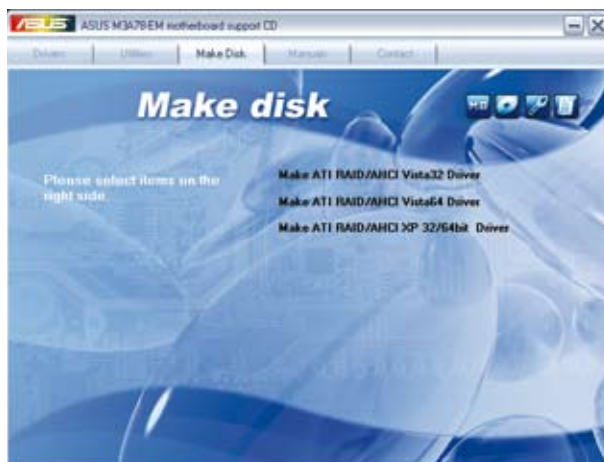 ASUS ASUS M3A78-EM motherboard support CD
Drivers Utilities Make Disk Manuals Contact
Make disk
Please select items on the
right side.
Make ATI RAID/AHCI Vista32 Driver
Make ATI RAID/AHCI Vista64 Driver
Make ATI RAID/AHCI XP 32/64bit Driver